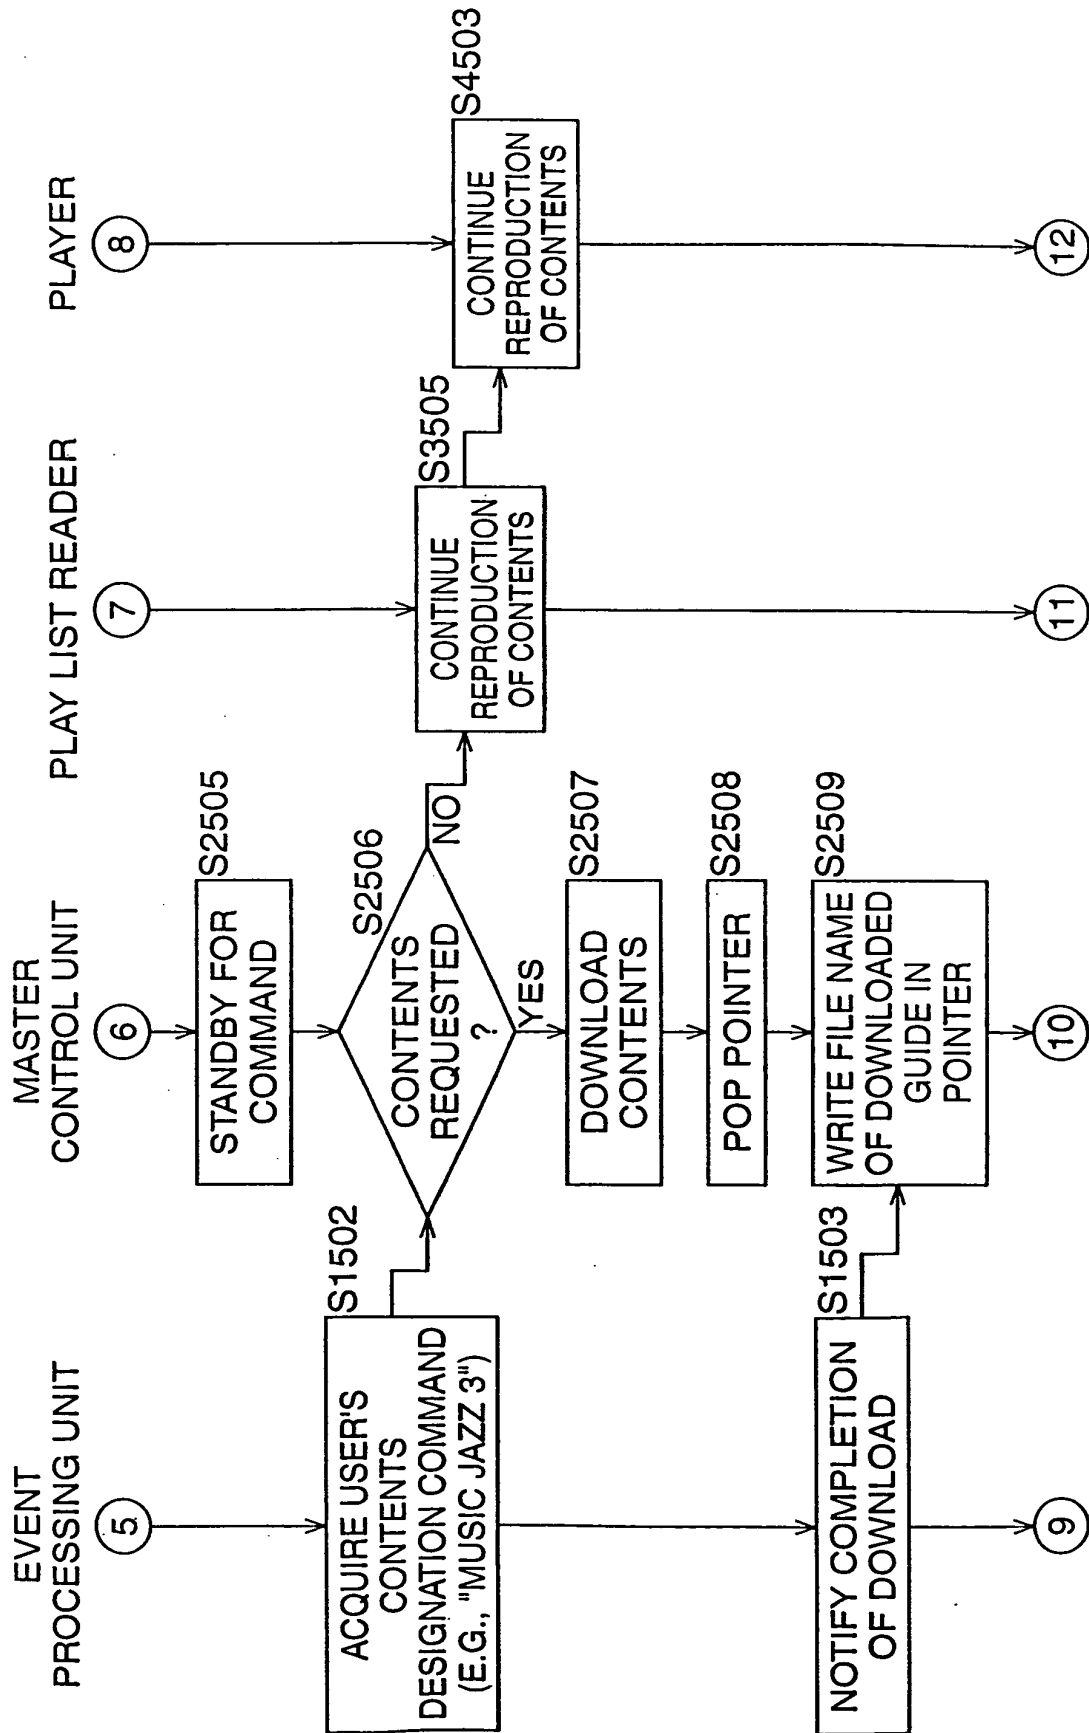 EVENT
PROCESSING UNIT
5
ACQUIRE USER'S
CONTENTS
DESIGNATION COMMAND
(E.G., "MUSIC JAZZ 3")
S1502
NOTIFY COMPLETION
OF DOWNLOAD
S1503
9
MASTER
CONTROL UNIT
6
STANDBY FOR
COMMAND
S2505
CONTENTS
REQUESTED
?
S2506
NO
YES
DOWNLOAD
CONTENTS
S2507
POP POINTER
S2508
WRITE FILE NAME
OF DOWNLOADED
GUIDE IN
POINTER
S2509
10
PLAY LIST READER
7
CONTINUE
REPRODUCTION
OF CONTENTS
S3505
11
PLAYER
8
CONTINUE
REPRODUCTION
OF CONTENTS
S4503
12